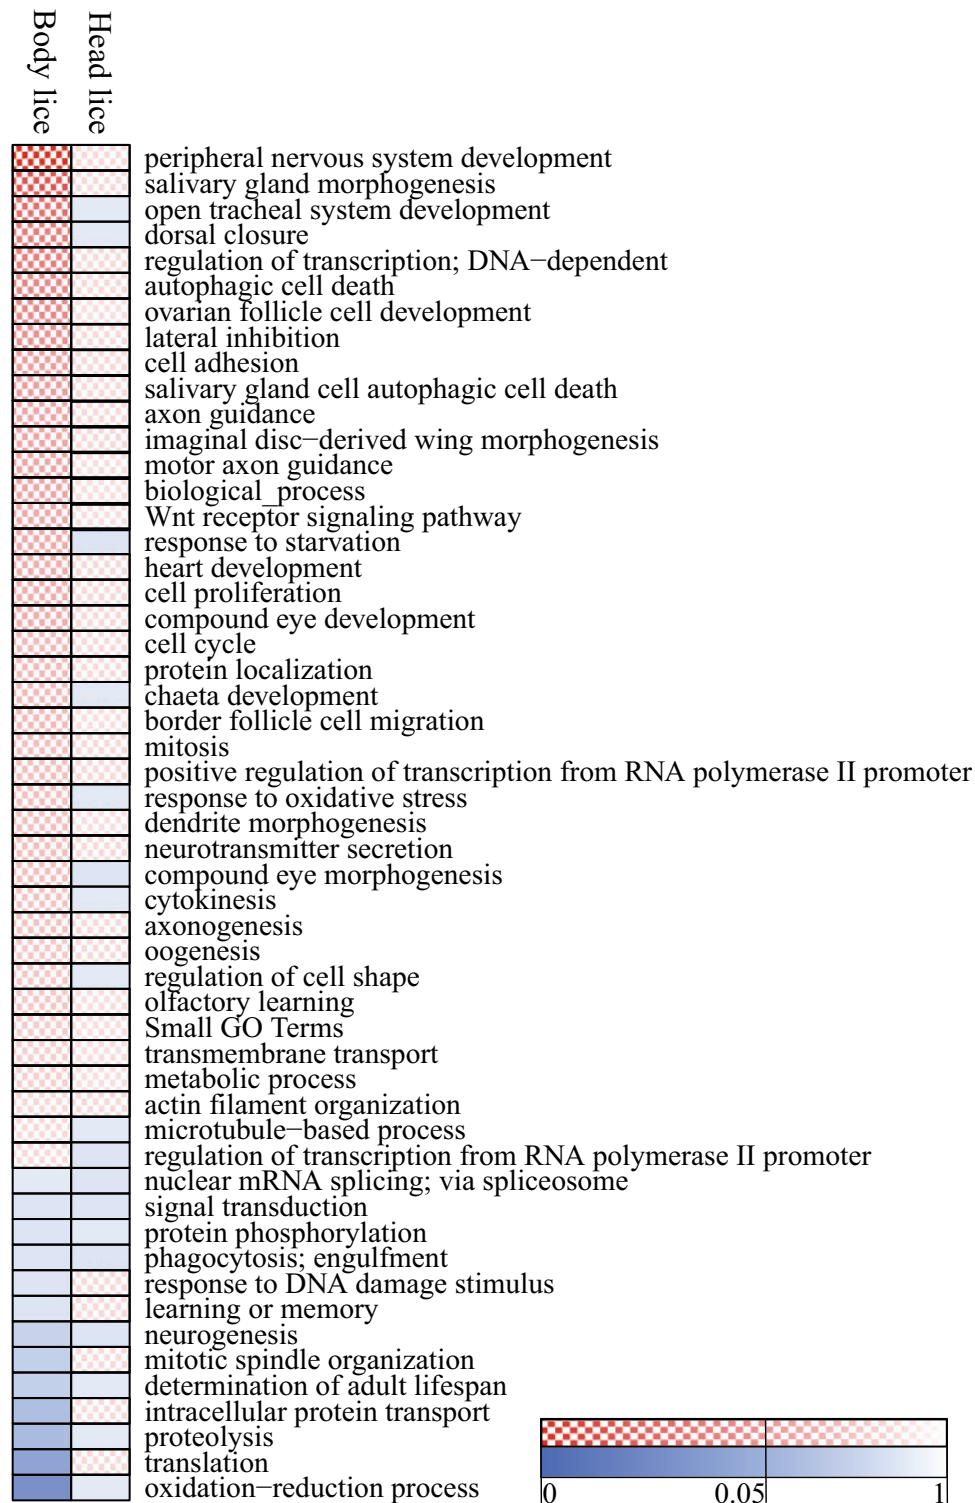 Body lice
Head lice
peripheral nervous system development
salivary gland morphogenesis
open tracheal system development
dorsal closure
regulation of transcription; DNA−dependent
autophagic cell death
ovarian follicle cell development
lateral inhibition
cell adhesion
salivary gland cell autophagic cell death
axon guidance
imaginal disc−derived wing morphogenesis
motor axon guidance
biological_process
Wnt receptor signaling pathway
response to starvation
heart development
cell proliferation
compound eye development
cell cycle
protein localization
chaeta development
border follicle cell migration
mitosis
positive regulation of transcription from RNA polymerase II promoter
response to oxidative stress
dendrite morphogenesis
neurotransmitter secretion
compound eye morphogenesis
cytokinesis
axonogenesis
oogenesis
regulation of cell shape
olfactory learning
Small GO Terms
transmembrane transport
metabolic process
actin filament organization
microtubule−based process
regulation of transcription from RNA polymerase II promoter
nuclear mRNA splicing; via spliceosome
signal transduction
protein phosphorylation
phagocytosis; engulfment
response to DNA damage stimulus
learning or memory
neurogenesis
mitotic spindle organization
determination of adult lifespan
intracellular protein transport
proteolysis
translation
oxidation−reduction process
0 0.05 1